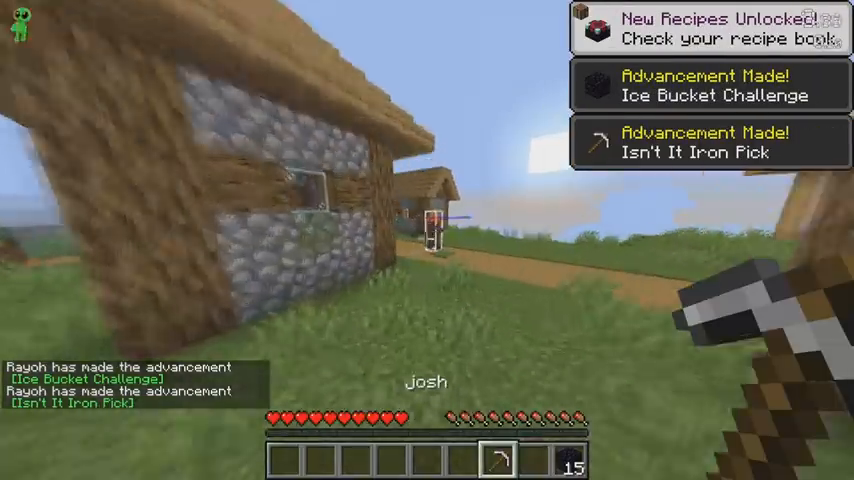 New Recipes Unlocked!
Check your recipe book
Advancement Made!
Ice Bucket Challenge
Advancement Made!
Isn't It Iron Pick
Rayoh has made the advancement
[Ice Bucket Challenge]
Rayoh has made the advancement
[Isn't It Iron Pick]
josh
15